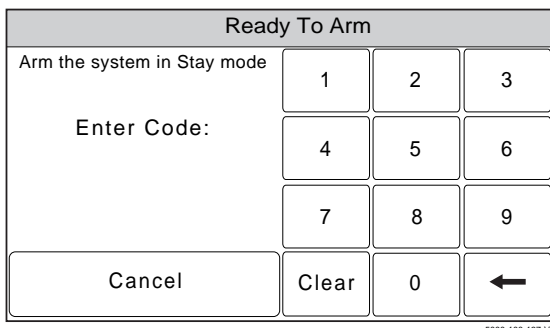 Ready To Arm
Arm the system in Stay mode
Enter Code:
1 2 3
4 5 6
7 8 9
Cancel Clear 0 ←